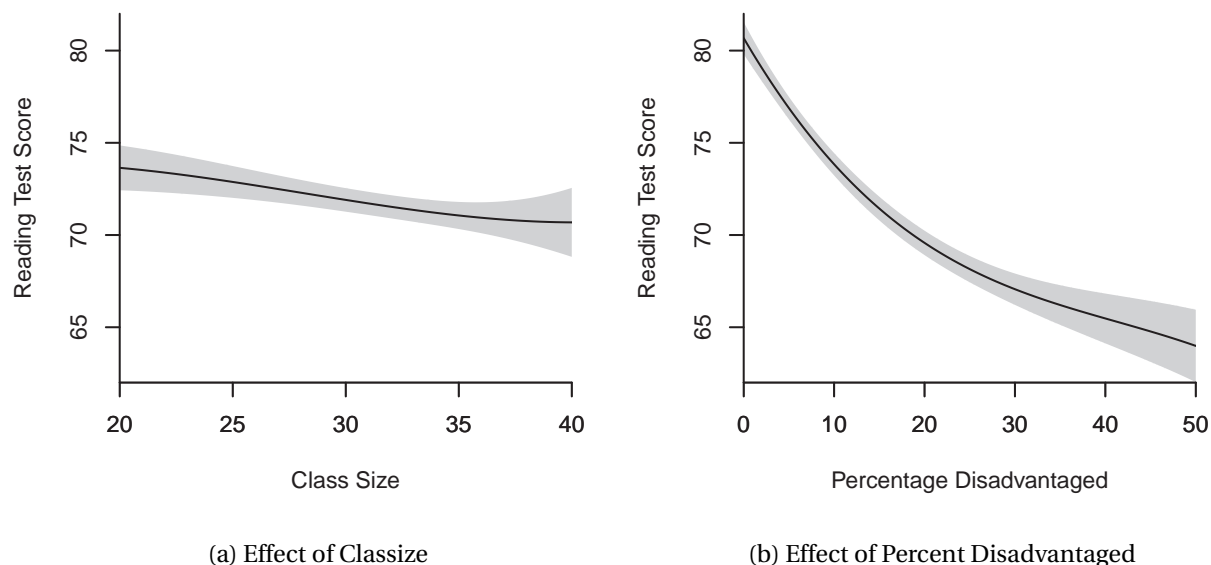 Reading Test Score
80
75
70
65
20 25 30 35 40
Class Size
(a) Effect of Classize
Reading Test Score
80
75
70
65
0 10 20 30 40 50
Percentage Disadvantaged
(b) Effect of Percent Disadvantaged